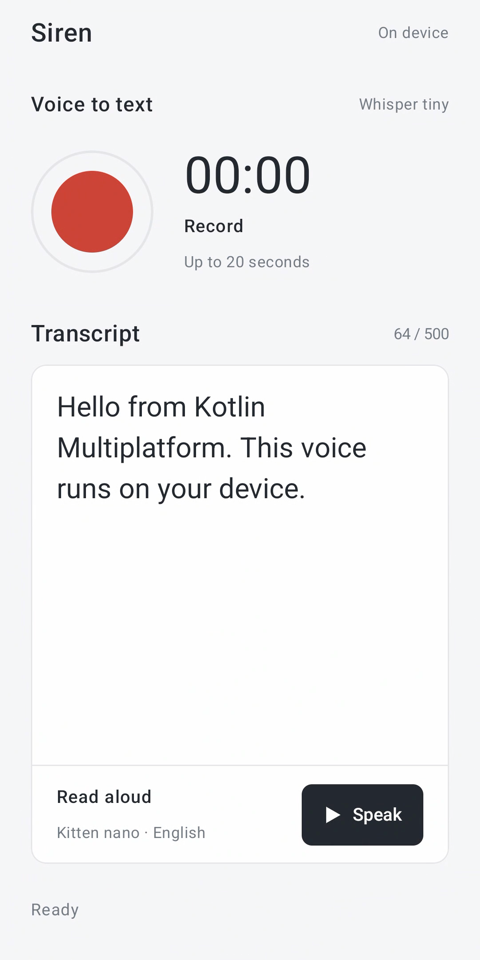 Siren
On device
Voice to text
Whisper tiny
00:00
Record
Up to 20 seconds
Transcript
64 / 500
Hello from Kotlin
Multiplatform. This voice
runs on your device.
Read aloud
Kitten nano · English
Speak
Ready